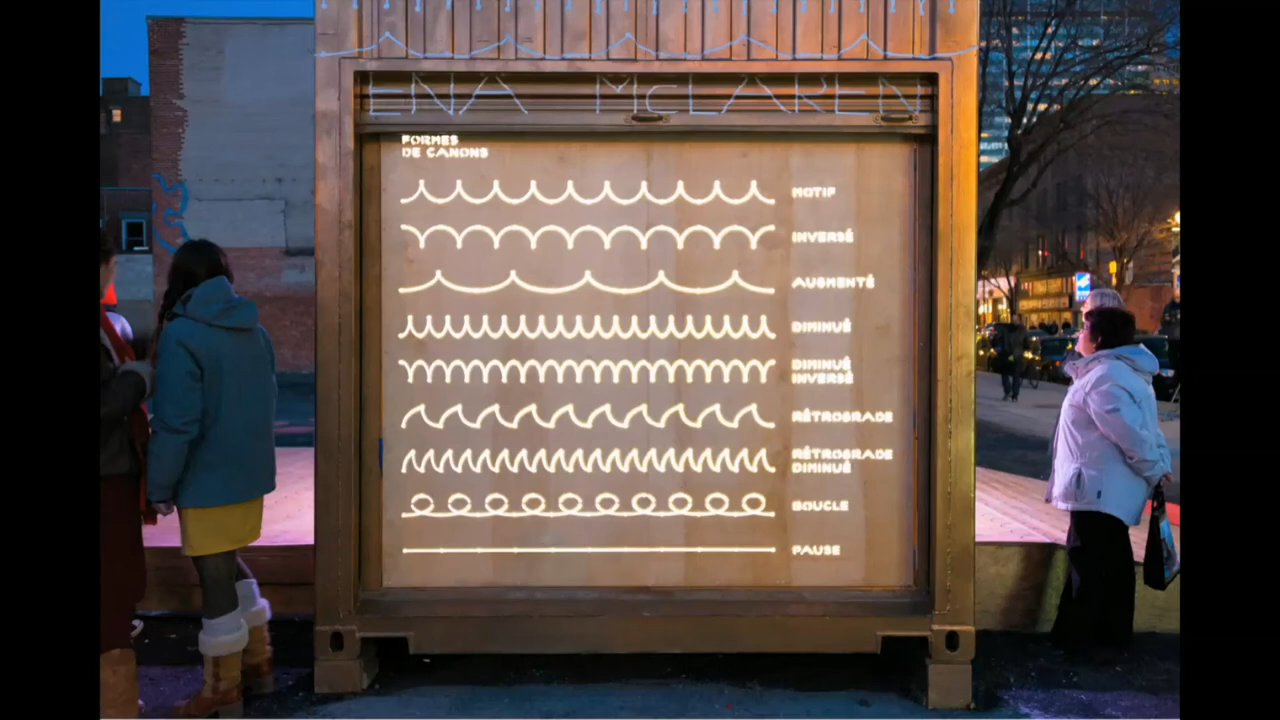 ENA McLAREN
FORMES
DE CANONS
MOTIF
INVERSÉ
AUGMENTÉ
DIMINUÉ
DIMINUÉ
INVERSÉ
RÉTROGRADE
RÉTROGRADE
DIMINUÉ
BOUCLE
PAUSE